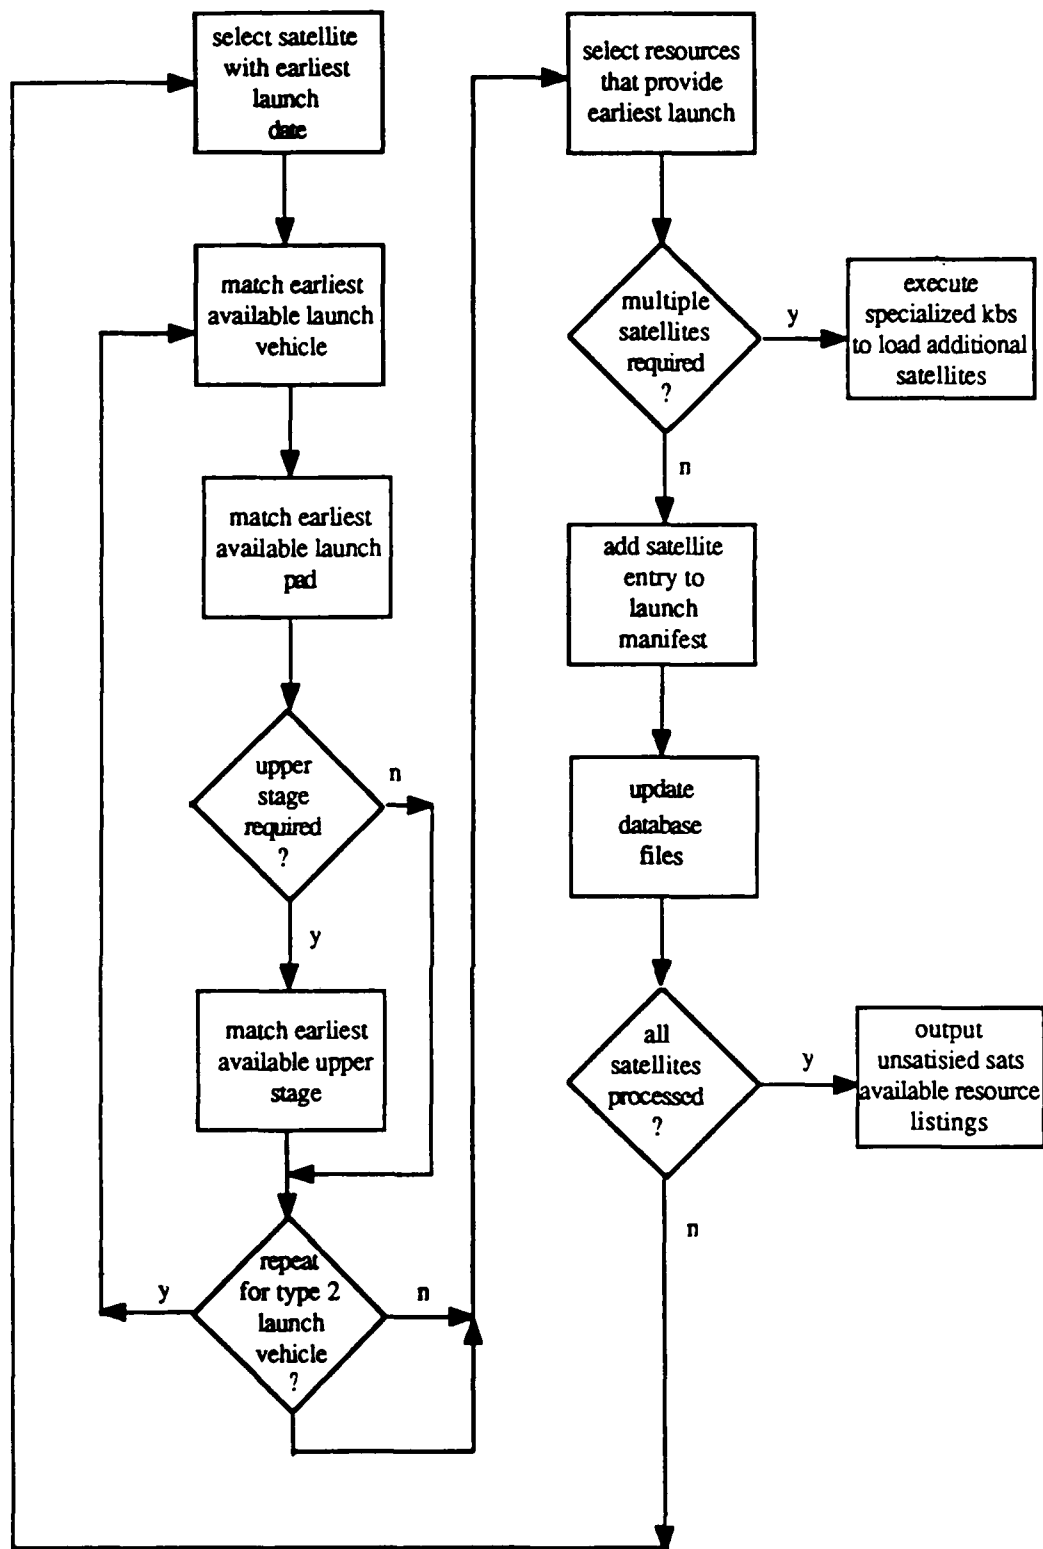 select satellite
with earliest
launch
date
match earliest
available launch
vehicle
match earliest
available launch
pad
upper
stage
required
?
n
y
match earliest
available upper
stage
repeat
for type 2
launch
vehicle
?
y
n
select resources
that provide
earliest launch
multiple
satellites
required
?
y
execute
specialized kbs
to load additional
satellites
n
add satellite
entry to
launch
manifest
update
database
files
all
satellites
processed
?
y
output
unsatisied sats
available resource
listings
n